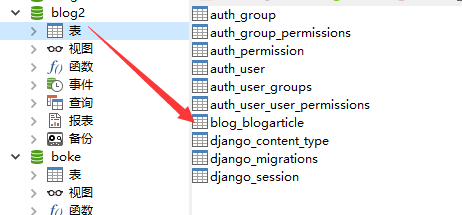 blog2
表
视图
函数
事件
查询
报表
备份
boke
表
视图
函数
auth_group
auth_group_permissions
auth_permission
auth_user
auth_user_groups
auth_user_user_permissions
blog_blogarticle
django_content_type
django_migrations
django_session